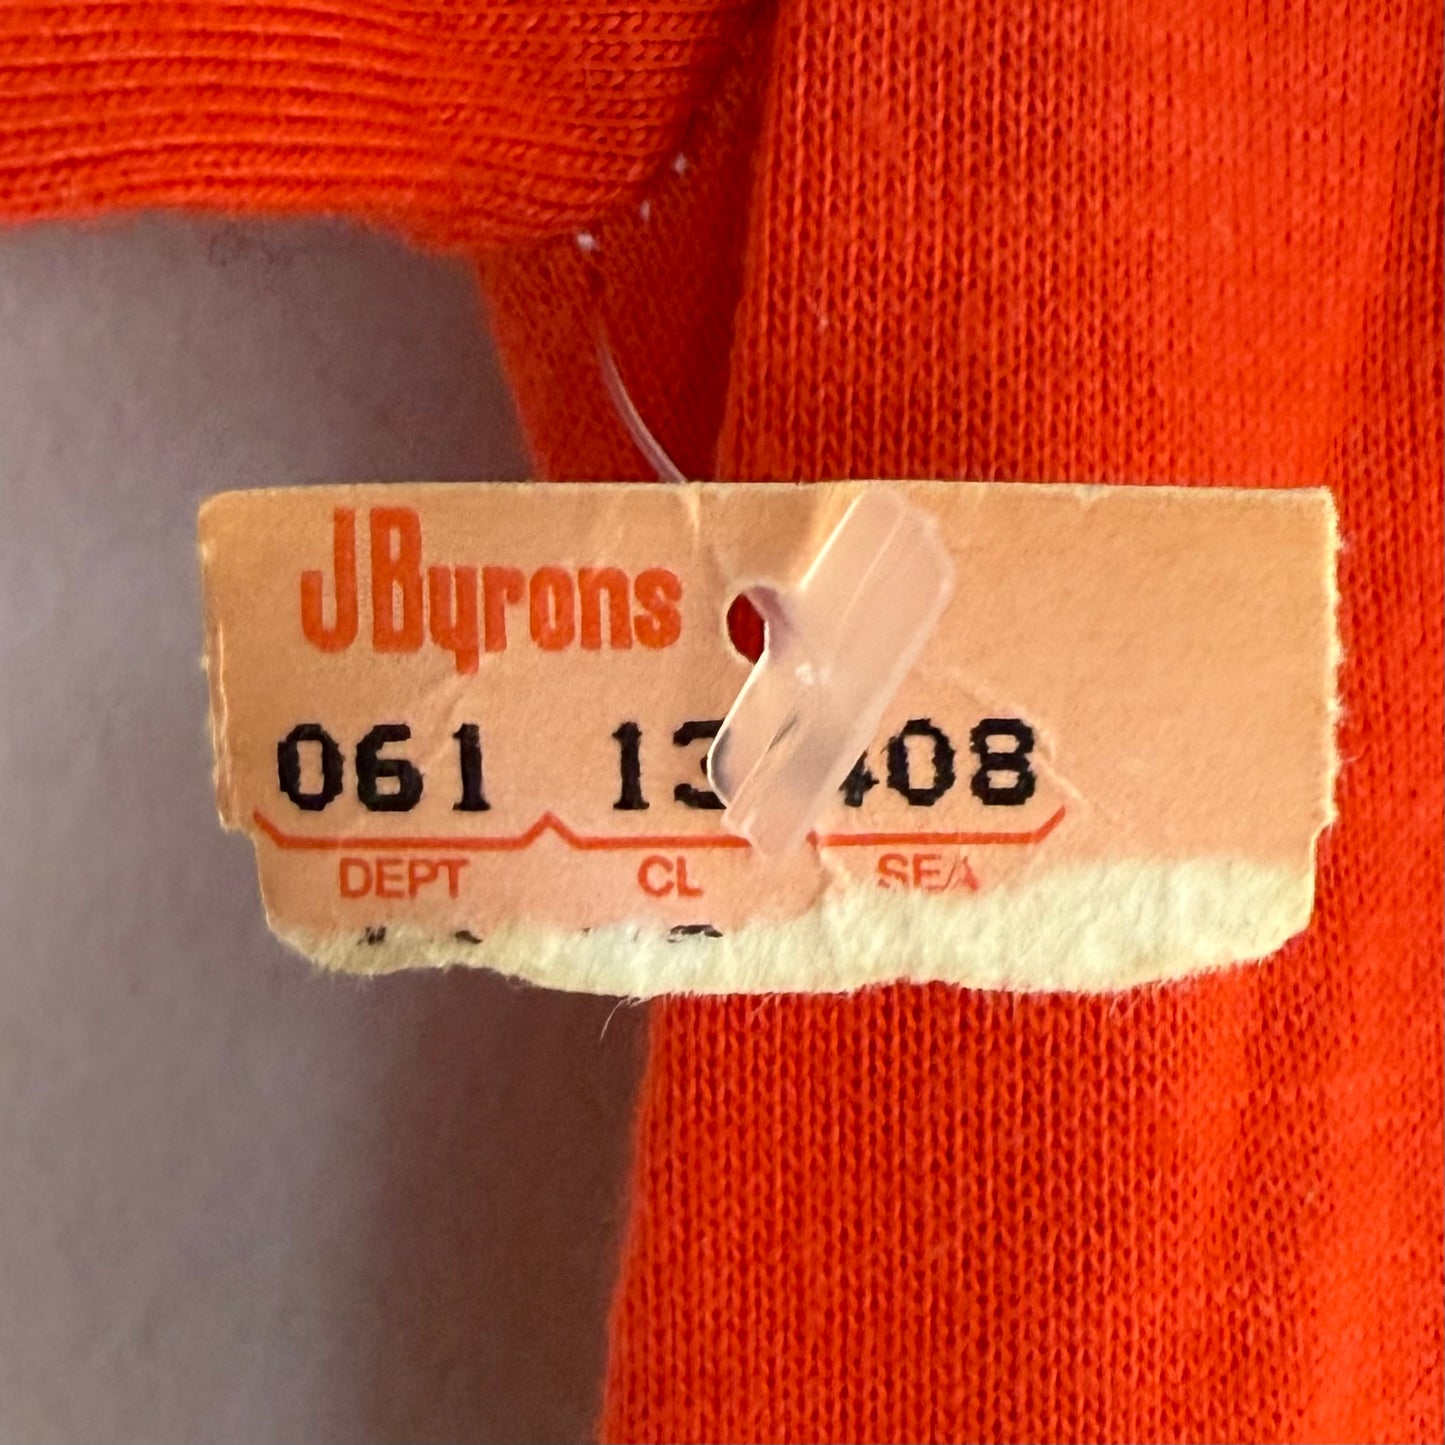 JByrons
061 13 408
DEPT CL SEA